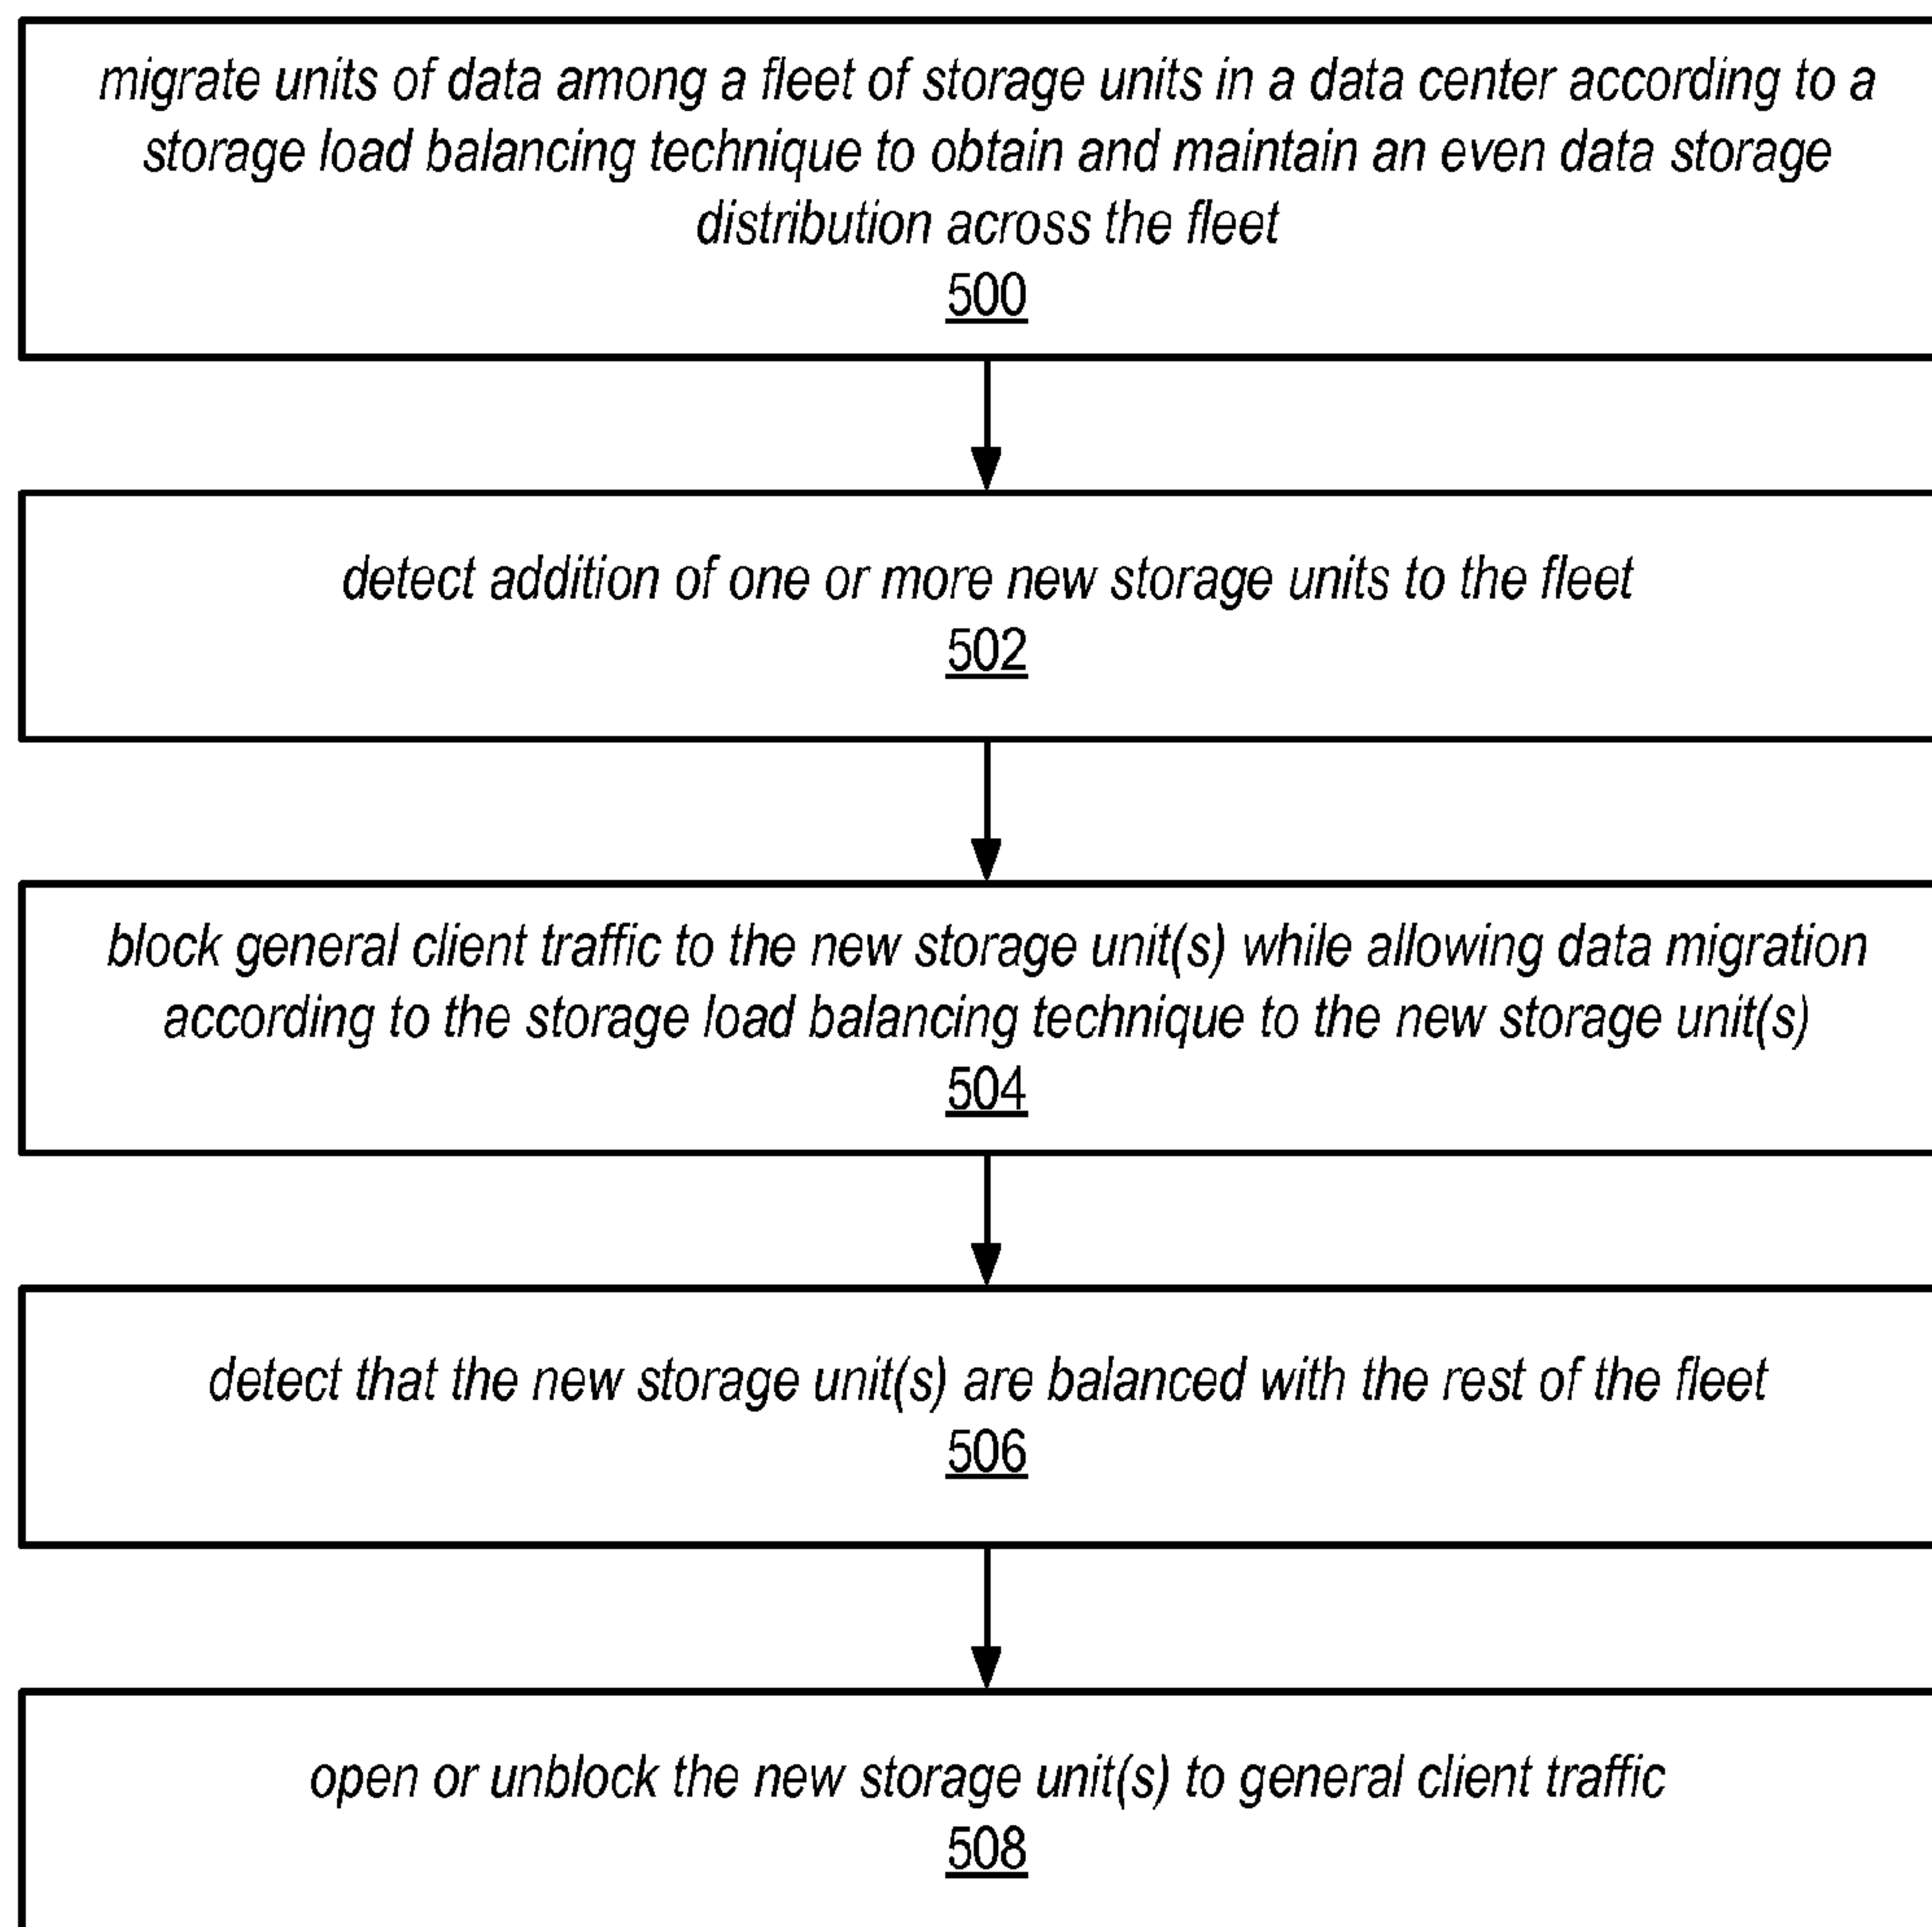 migrate units of data among a fleet of storage units in a data center according to a
storage load balancing technique to obtain and maintain an even data storage
distribution across the fleet
500
detect addition of one or more new storage units to the fleet
502
block general client traffic to the new storage unit(s) while allowing data migration
according to the storage load balancing technique to the new storage unit(s)
504
detect that the new storage unit(s) are balanced with the rest of the fleet
506
open or unblock the new storage unit(s) to general client traffic
508